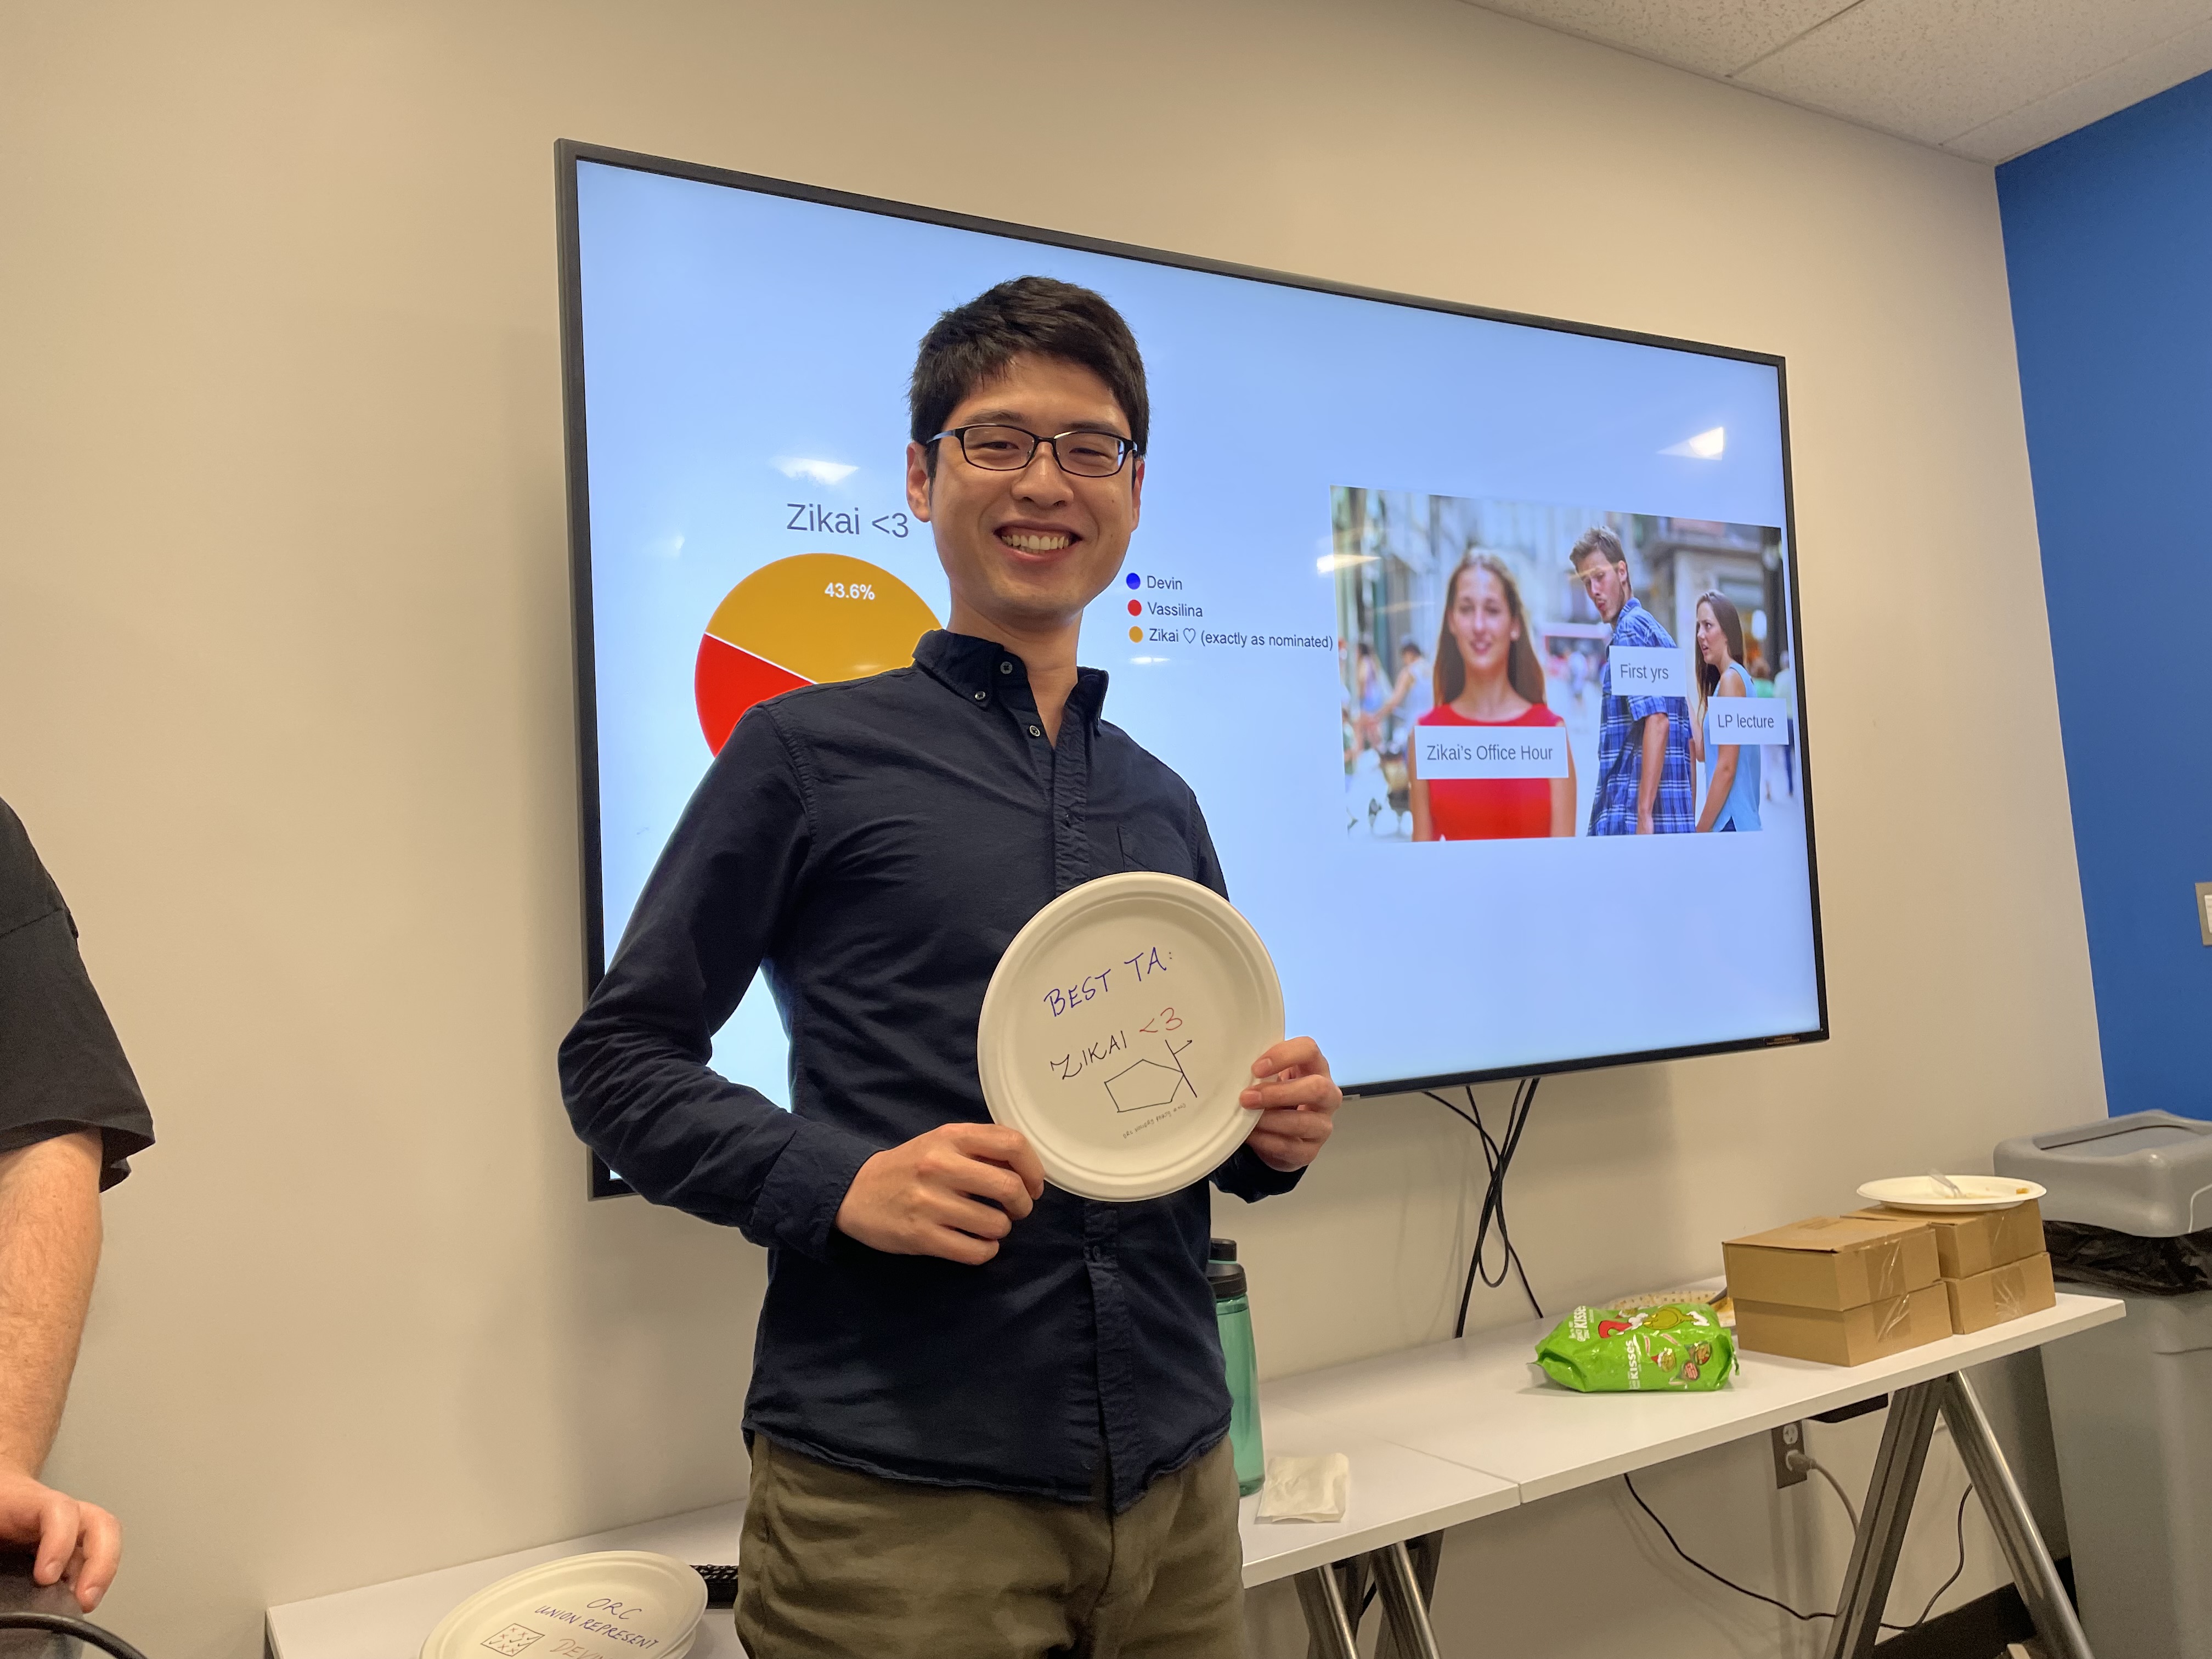 Zikai <3
43.6%
Devin
Vassilina
Zikai ♡ (exactly as nominated)
First yrs
LP lecture
Zikai's Office Hour
BEST TA:
ZIKAI <3
KISSES
ORC
UNION REPRESENT
DEVIN